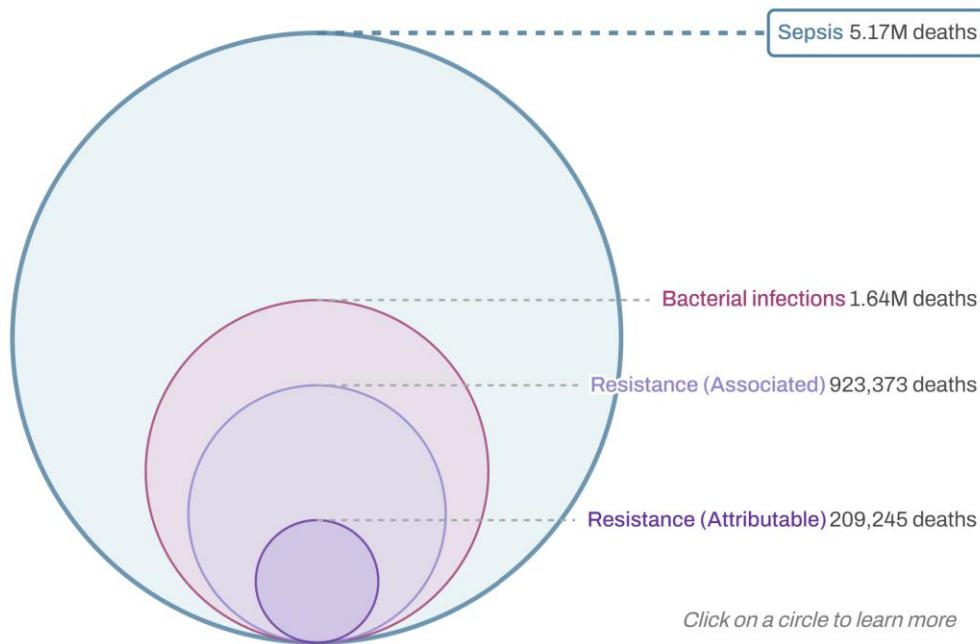 Sepsis 5.17M deaths
Bacterial infections 1.64M deaths
Resistance (Associated) 923,373 deaths
Resistance (Attributable) 209,245 deaths
Click on a circle to learn more